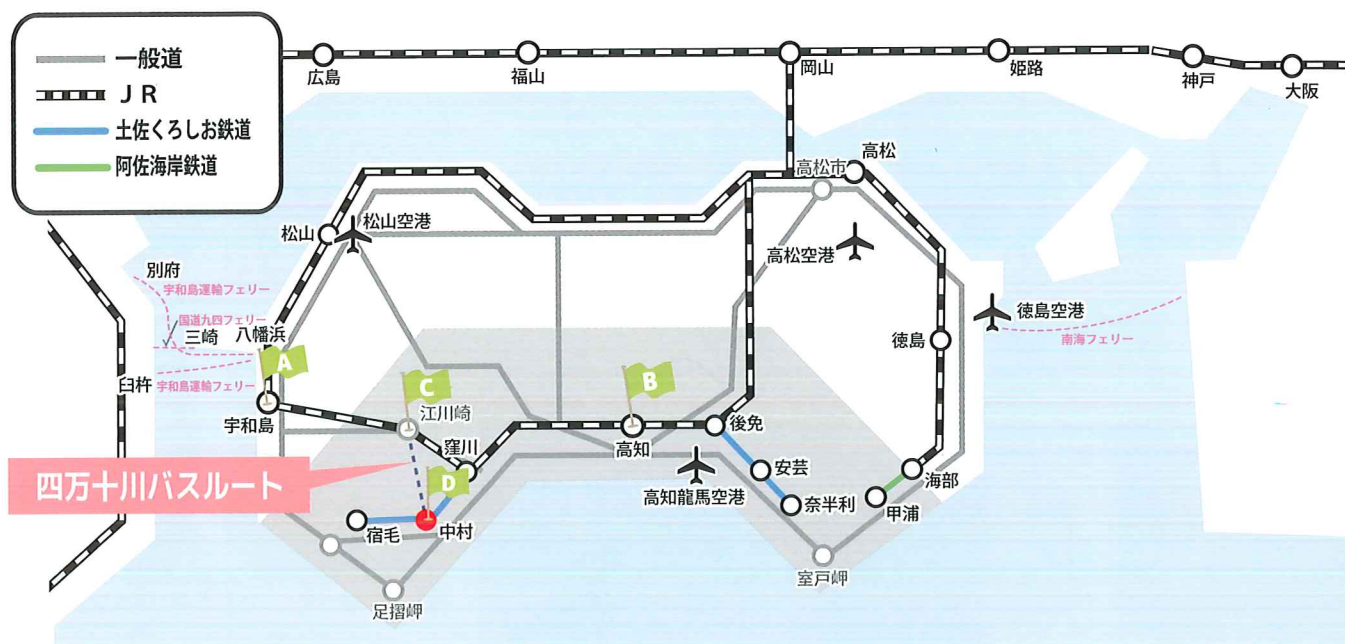 一般道
ＪＲ
土佐くろしお鉄道
阿佐海岸鉄道
広島
福山
岡山
姫路
神戸
大阪
高松
高松市
松山
松山空港
高松空港
別府
宇和島運輸フェリー
国道九四フェリー
三崎
八幡浜
徳島空港
南海フェリー
徳島
臼杵
宇和島運輸フェリー
A
B
C
宇和島
江川崎
窪川
高知
後免
四万十川バスルート
D
安芸
海部
高知龍馬空港
奈半利
甲浦
宿毛
中村
室戸岬
足摺岬